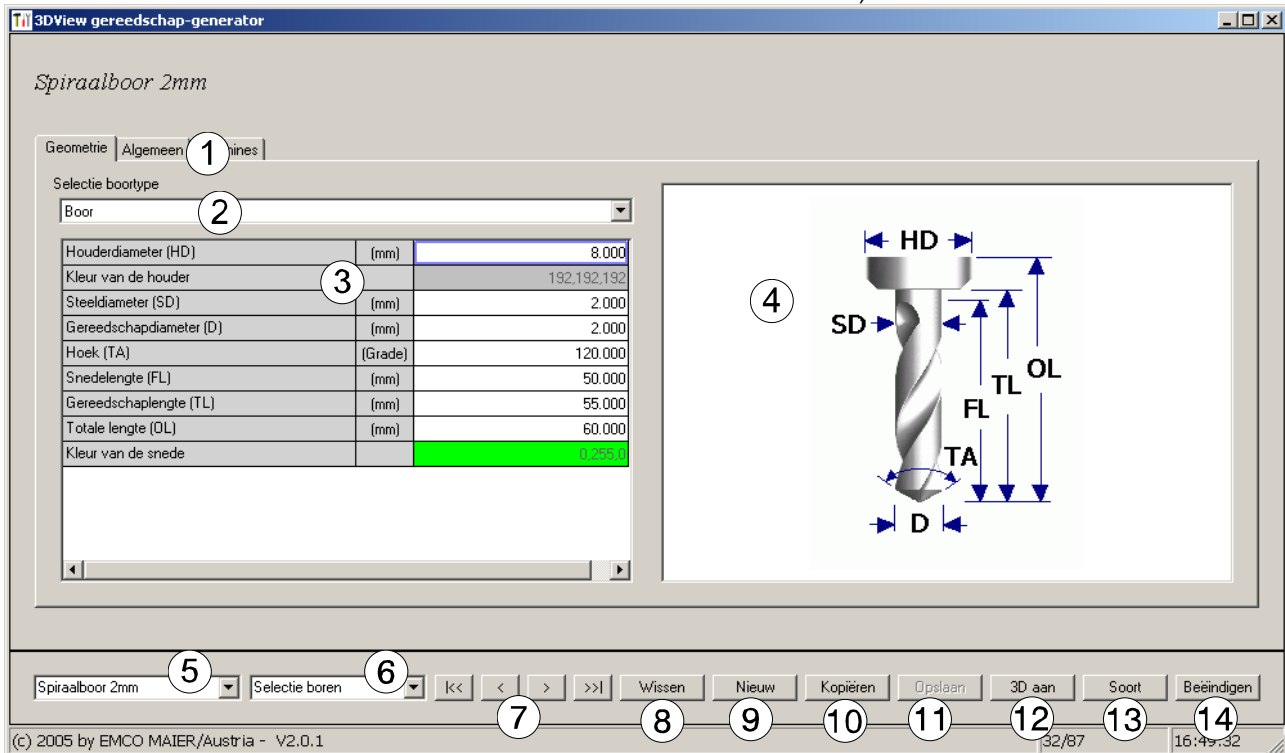 3DView gereedschap-generator
Spiraalboor 2mm
Geometrie Algemeen 1 hines
Selectie boortype
Boor 2
Houderdiameter (HD) (mm) 8.000
Kleur van de houder 3 192,192,192
Steeldiameter (SD) (mm) 2.000
Gereedschapdiameter (D) (mm) 2.000
Hoek (TA) (Grade) 120.000
Snedelengte (FL) (mm) 50.000
Gereedschaplengte (TL) (mm) 55.000
Totale lengte (OL) (mm) 60.000
Kleur van de snede 0,255,0
4
HD
SD
OL
TL
FL
TA
D
Spiraalboor 2mm 5 Selectie boren 6 |<< < > >>| Wissen Nieuw Kopiëren Opslaan 3D aan Soort Beëindigen
7 8 9 10 11 12 13 14
(c) 2005 by EMCO MAIER/Austria - V2.0.1 32/87 16:49:32